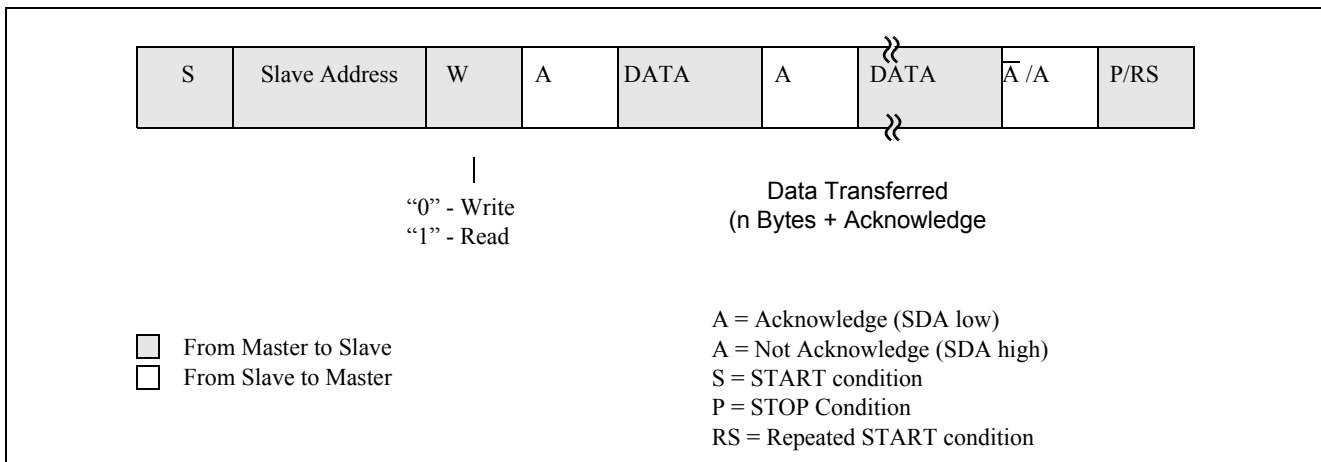 S Slave Address W A DATA A DATA A̅ /A P/RS
“0” - Write
“1” - Read
Data Transferred
(n Bytes + Acknowledge
From Master to Slave
From Slave to Master
A = Acknowledge (SDA low)
A = Not Acknowledge (SDA high)
S = START condition
P = STOP Condition
RS = Repeated START condition